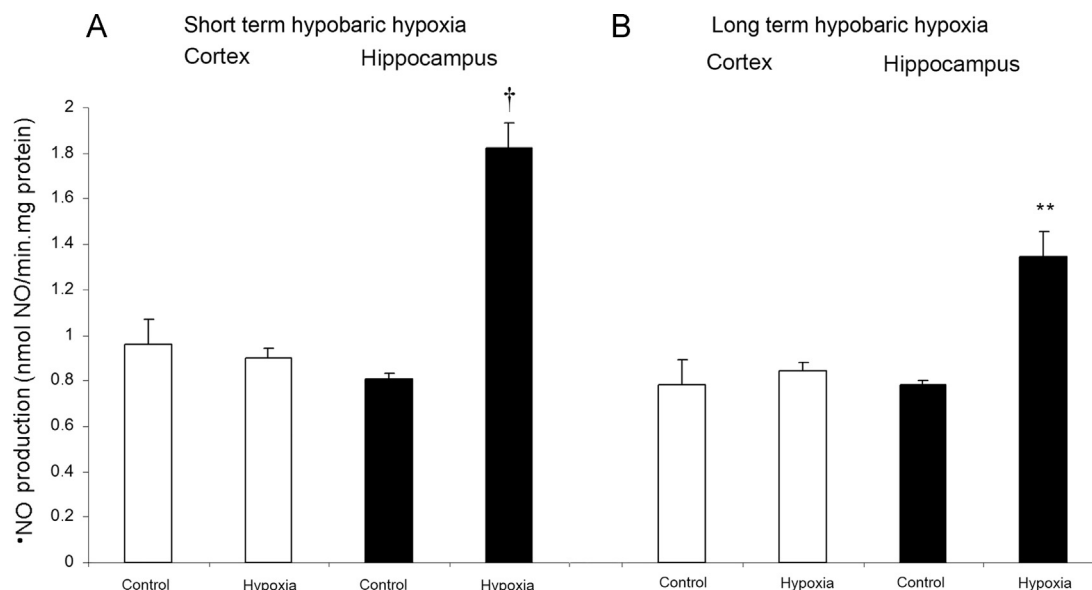 A
Short term hypobaric hypoxia
Cortex
Hippocampus
B
Long term hypobaric hypoxia
Cortex
Hippocampus
•NO production (nmol NO/min.mg protein)
2
1.8
1.6
1.4
1.2
1
0.8
0.6
0.4
0.2
0
†
**
Control
Hypoxia
Control
Hypoxia
Control
Hypoxia
Control
Hypoxia